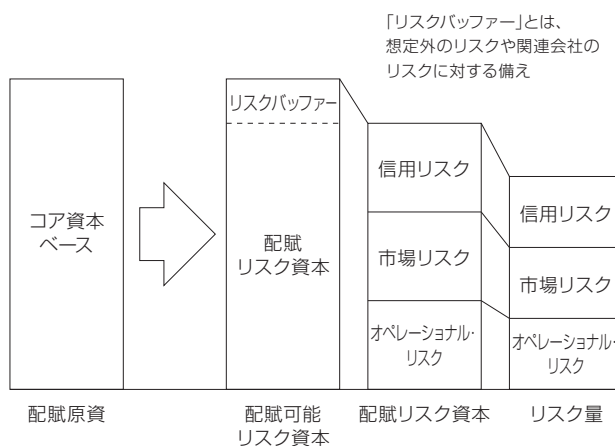 「リスクバッファー」とは、
想定外のリスクや関連会社の
リスクに対する備え
コア資本
ベース
リスクバッファー
配賦
リスク資本
信用リスク
市場リスク
オペレーショナル・
リスク
信用リスク
市場リスク
オペレーショナル・
リスク
配賦原資
配賦可能
リスク資本
配賦リスク資本
リスク量